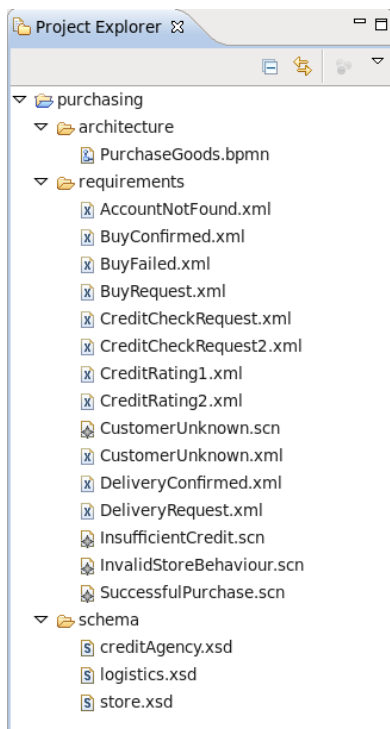 Project Explorer
purchasing
architecture
PurchaseGoods.bpmn
requirements
AccountNotFound.xml
BuyConfirmed.xml
BuyFailed.xml
BuyRequest.xml
CreditCheckRequest.xml
CreditCheckRequest2.xml
CreditRating1.xml
CreditRating2.xml
CustomerUnknown.scn
CustomerUnknown.xml
DeliveryConfirmed.xml
DeliveryRequest.xml
InsufficientCredit.scn
InvalidStoreBehaviour.scn
SuccessfulPurchase.scn
schema
creditAgency.xsd
logistics.xsd
store.xsd